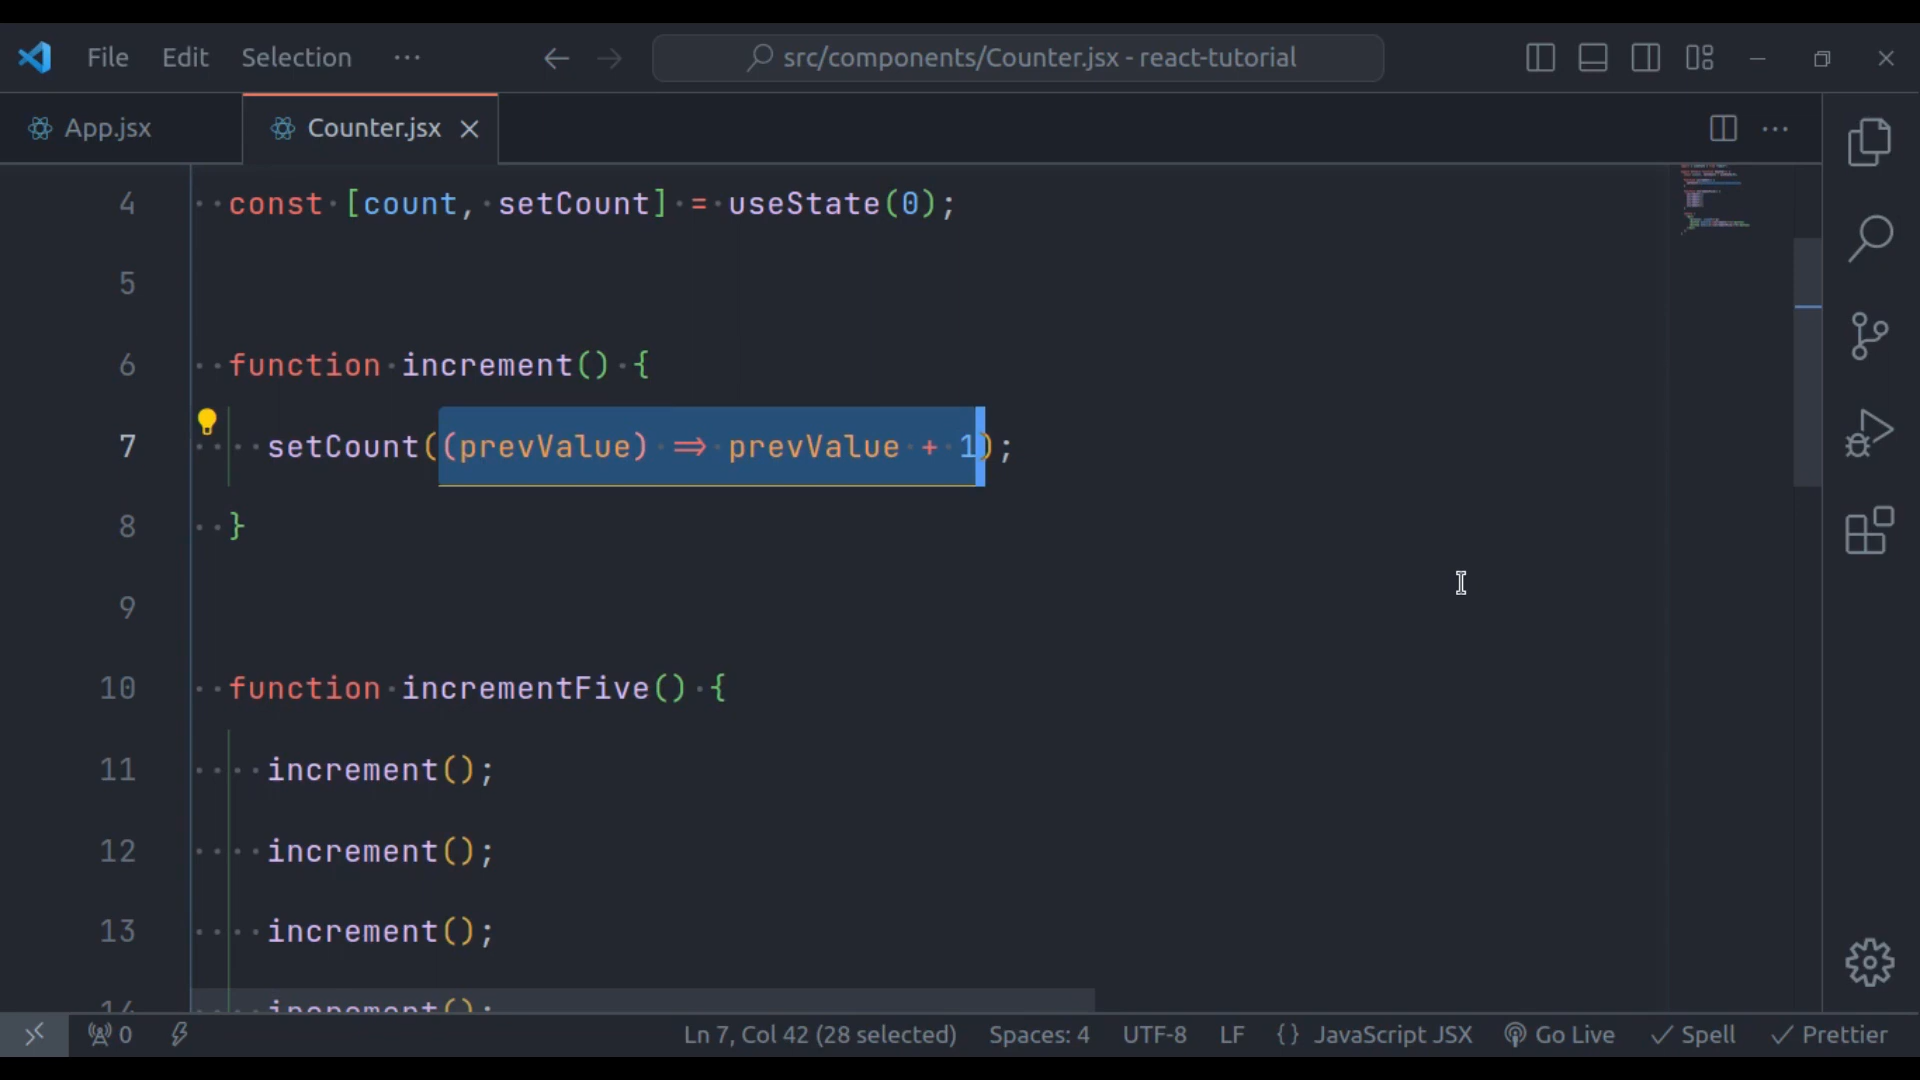 File Edit Selection ··· src/components/Counter.jsx - react-tutorial
App.jsx Counter.jsx
4 const [count, setCount] = useState(0);
5
6 function increment() {
7 setCount((prevValue) => prevValue + 1);
8 }
9
10 function incrementFive() {
11 increment();
12 increment();
13 increment();
14 increment();
0 Ln 7, Col 42 (28 selected) Spaces: 4 UTF-8 LF {} JavaScript JSX Go Live Spell Prettier